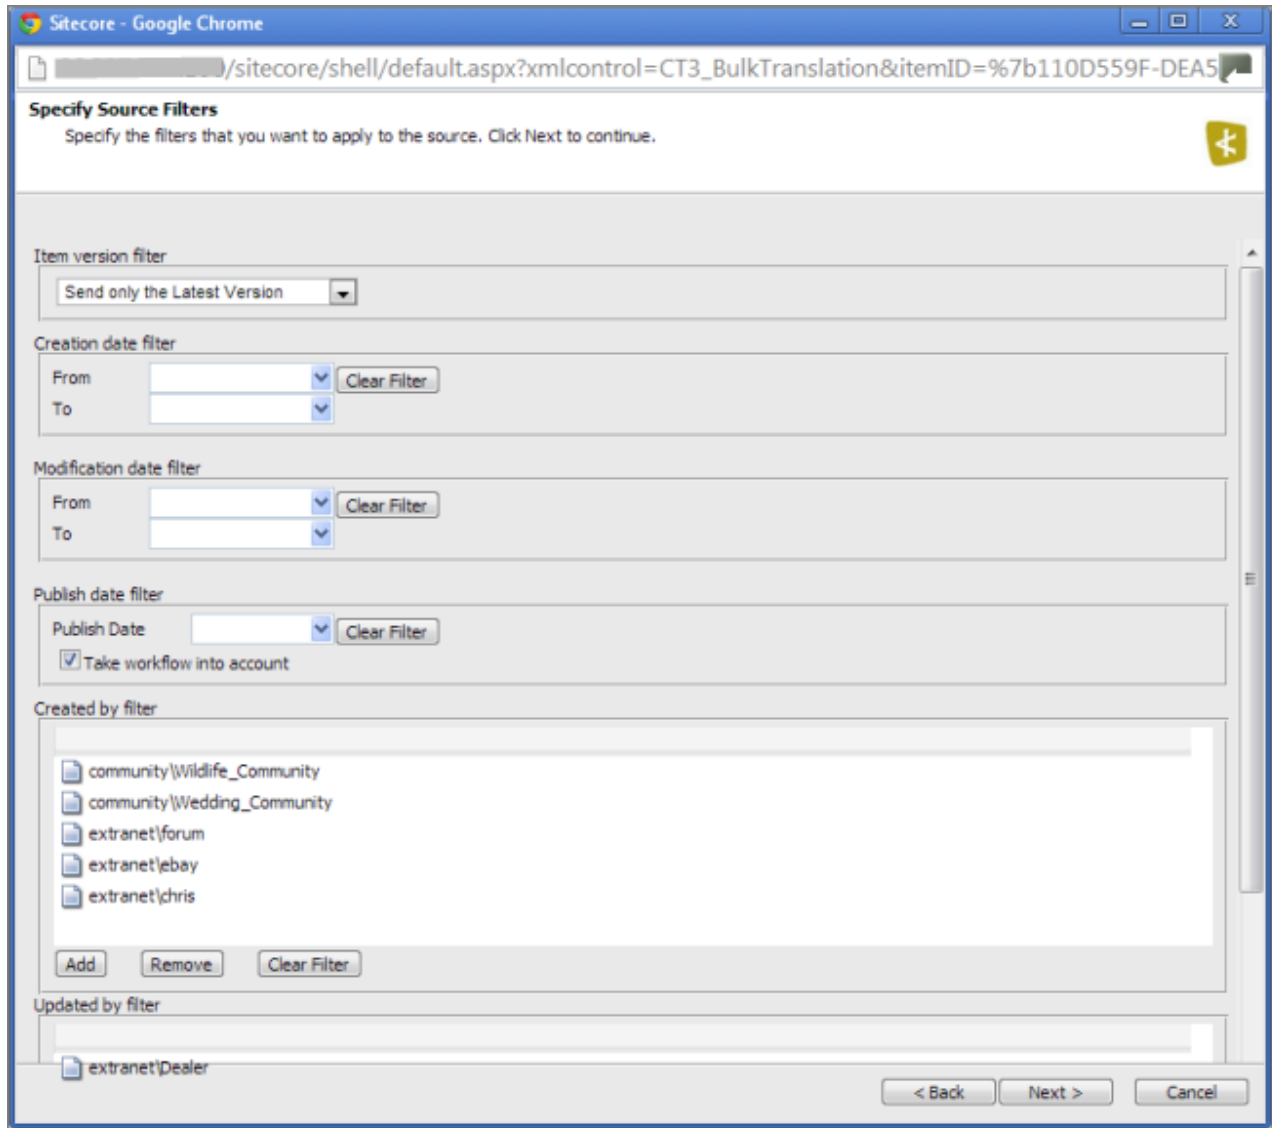 Sitecore - Google Chrome
/sitecore/shell/default.aspx?xmlcontrol=CT3_BulkTranslation&itemID=%7b110D559F-DEA5
Specify Source Filters
Specify the filters that you want to apply to the source. Click Next to continue.
Item version filter
Send only the Latest Version
Creation date filter
From Clear Filter
To
Modification date filter
From Clear Filter
To
Publish date filter
Publish Date Clear Filter
Take workflow into account
Created by filter
community\Wildlife_Community
community\Wedding_Community
extranet\forum
extranet\ebay
extranet\chris
Add Remove Clear Filter
Updated by filter
extranet\Dealer
< Back Next > Cancel